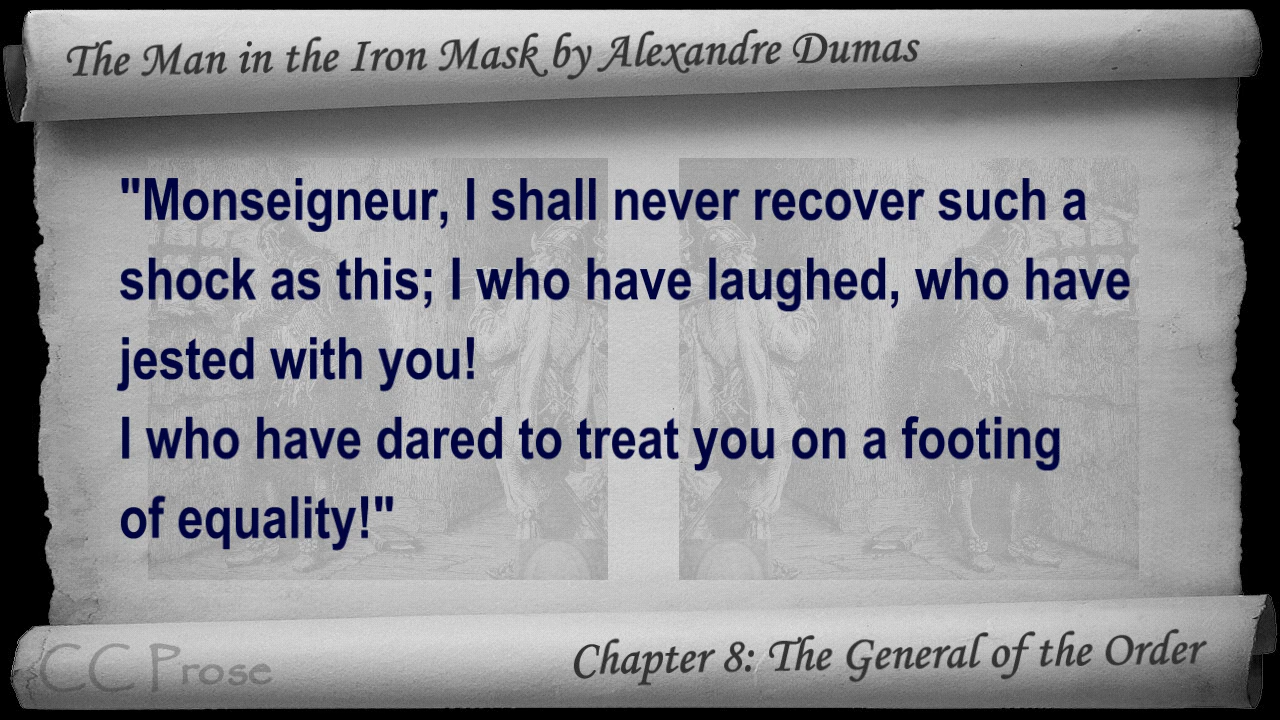 The Man in the Iron Mask by Alexandre Dumas
"Monseigneur, I shall never recover such a
shock as this; I who have laughed, who have
jested with you!
I who have dared to treat you on a footing
of equality!"
CC Prose
Chapter 8: The General of the Order